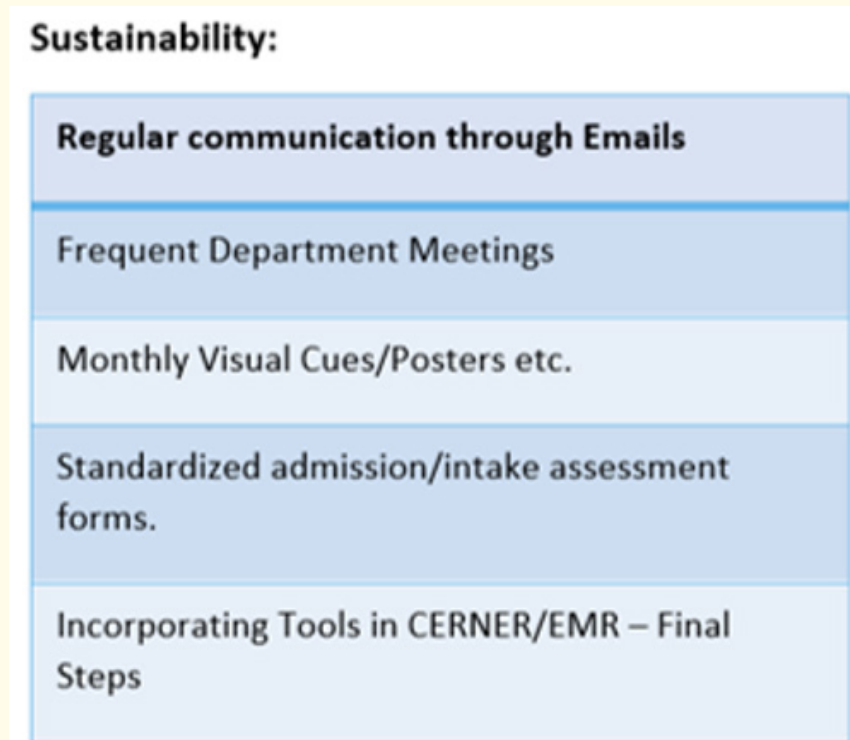 Sustainability:
Regular communication through Emails
Frequent Department Meetings
Monthly Visual Cues/Posters etc.
Standardized admission/intake assessment
forms.
Incorporating Tools in CERNER/EMR – Final
Steps